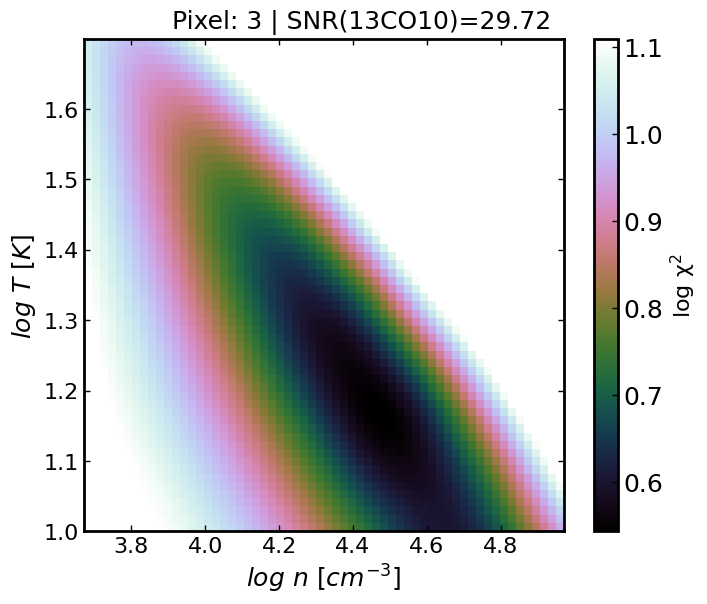 Pixel: 3 | SNR(13CO10)=29.72
1.6
1.5
1.4
1.3
1.2
1.1
1.0
log T [K]
3.8 4.0 4.2 4.4 4.6 4.8
log n [cm⁻³]
1.1
1.0
0.9
0.8
0.7
0.6
log χ²